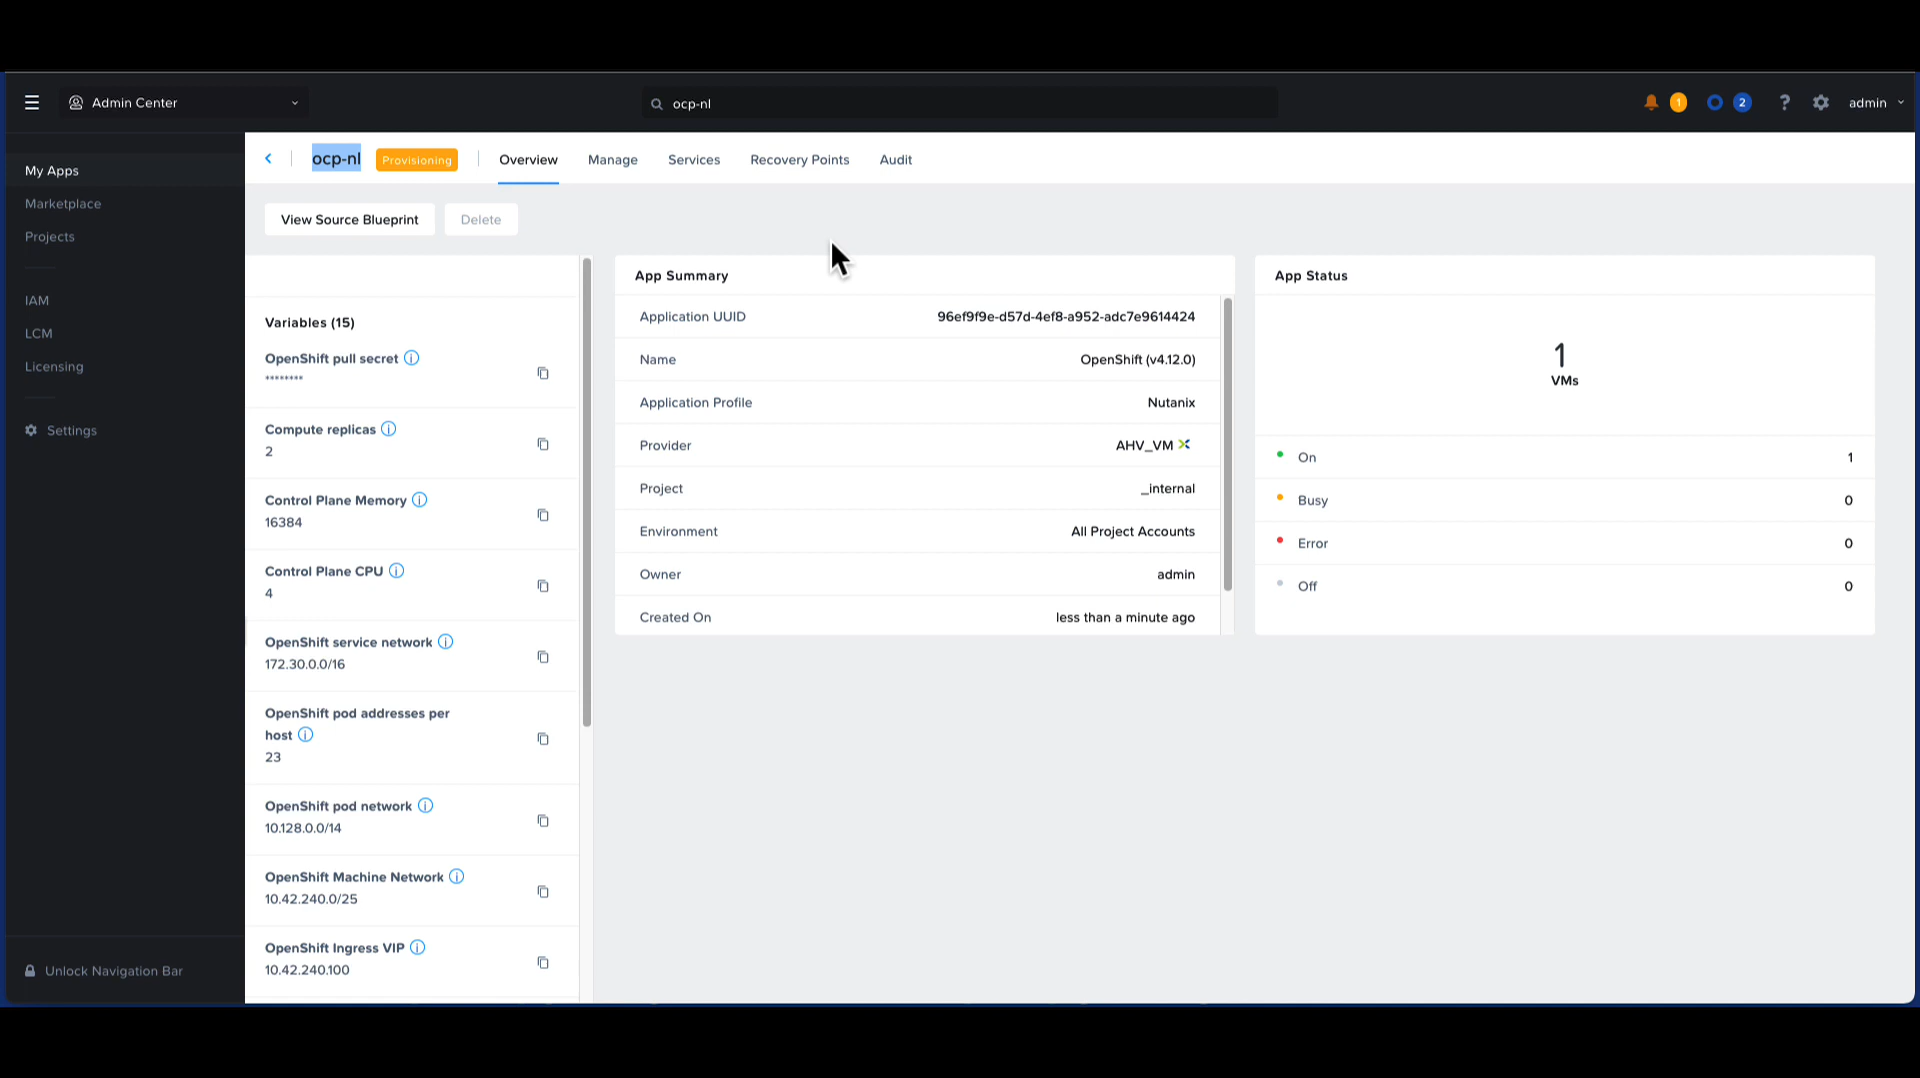 Admin Center
ocp-nl
1
2
?
admin
My Apps
Marketplace
Projects
IAM
LCM
Licensing
Settings
Unlock Navigation Bar
ocp-nl
Provisioning
Overview
Manage
Services
Recovery Points
Audit
View Source Blueprint
Delete
Variables (15)
OpenShift pull secret
********
Compute replicas
2
Control Plane Memory
16384
Control Plane CPU
4
OpenShift service network
172.30.0.0/16
OpenShift pod addresses per
host
23
OpenShift pod network
10.128.0.0/14
OpenShift Machine Network
10.42.240.0/25
OpenShift Ingress VIP
10.42.240.100
App Summary
Application UUID 96ef9f9e-d57d-4ef8-a952-adc7e9614424
Name OpenShift (v4.12.0)
Application Profile Nutanix
Provider AHV_VM
Project _internal
Environment All Project Accounts
Owner admin
Created On less than a minute ago
App Status
1
VMs
On 1
Busy 0
Error 0
Off 0